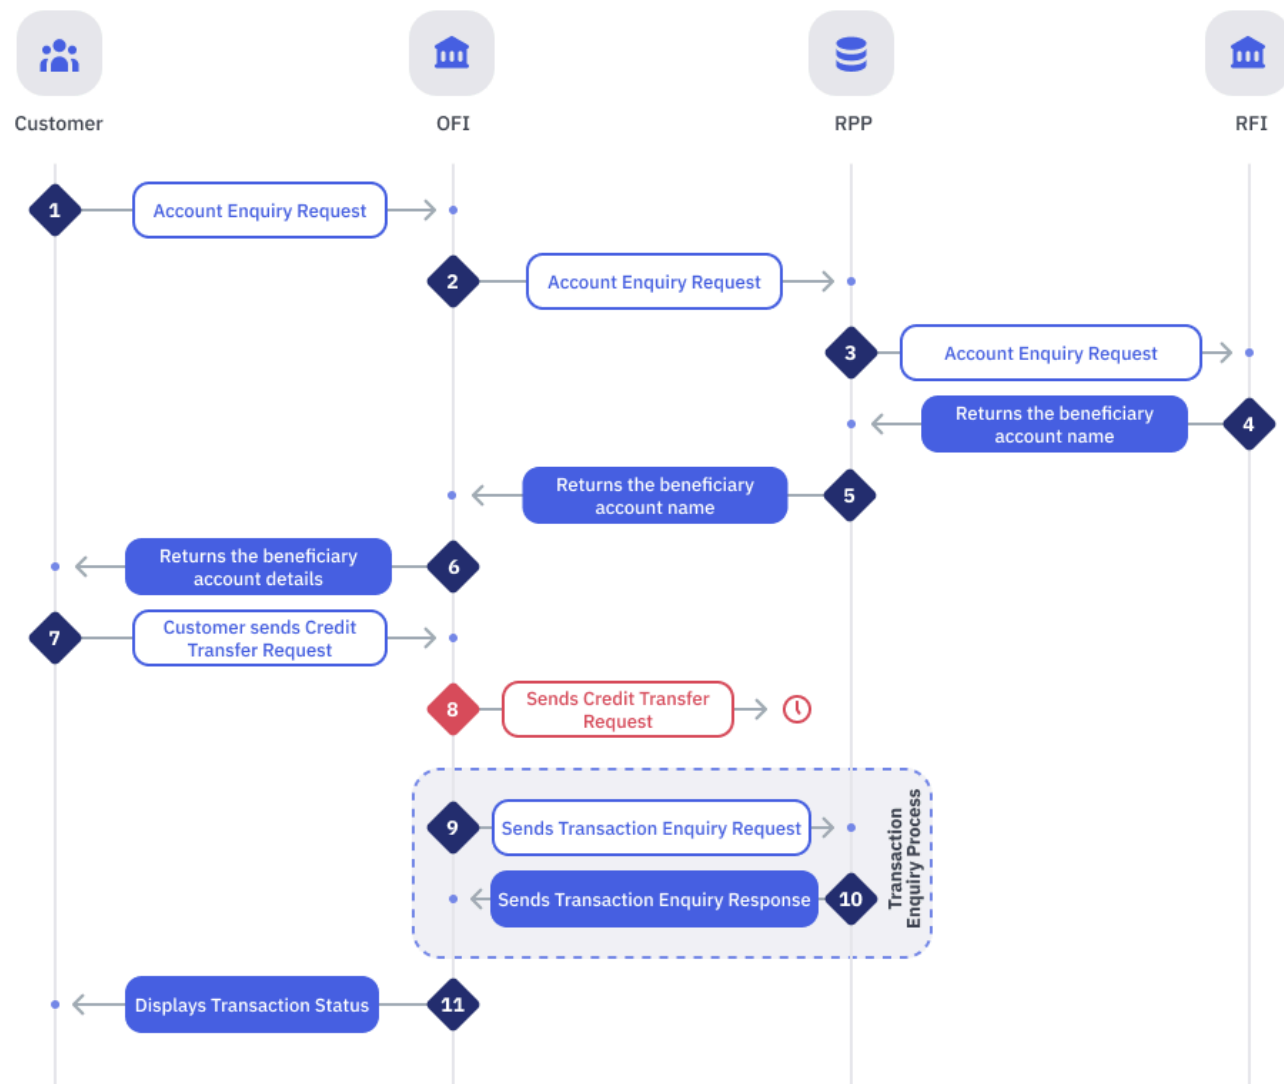 Customer
OFI
RPP
RFI
1
Account Enquiry Request
2
Account Enquiry Request
3
Account Enquiry Request
Returns the beneficiary
account name
4
Returns the beneficiary
account name
5
Returns the beneficiary
account details
6
7
Customer sends Credit
Transfer Request
8
Sends Credit Transfer
Request
9
Sends Transaction Enquiry Request
Sends Transaction Enquiry Response
10
Transaction
Enquiry Process
Displays Transaction Status
11